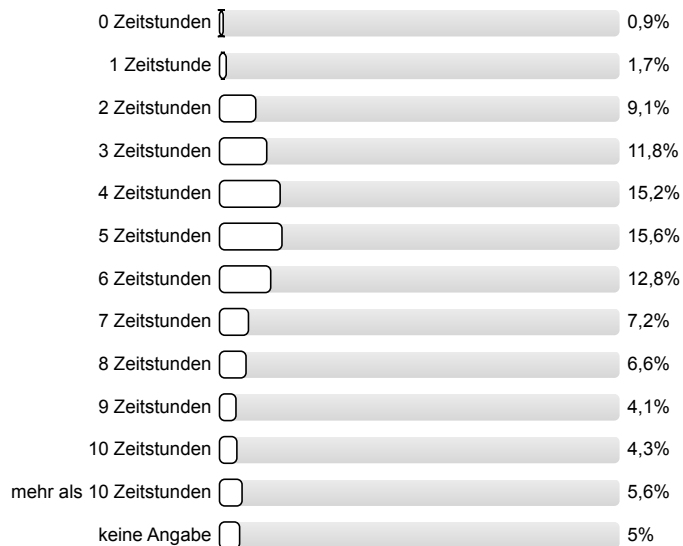 0 Zeitstunden 0,9%
1 Zeitstunde 1,7%
2 Zeitstunden 9,1%
3 Zeitstunden 11,8%
4 Zeitstunden 15,2%
5 Zeitstunden 15,6%
6 Zeitstunden 12,8%
7 Zeitstunden 7,2%
8 Zeitstunden 6,6%
9 Zeitstunden 4,1%
10 Zeitstunden 4,3%
mehr als 10 Zeitstunden 5,6%
keine Angabe 5%